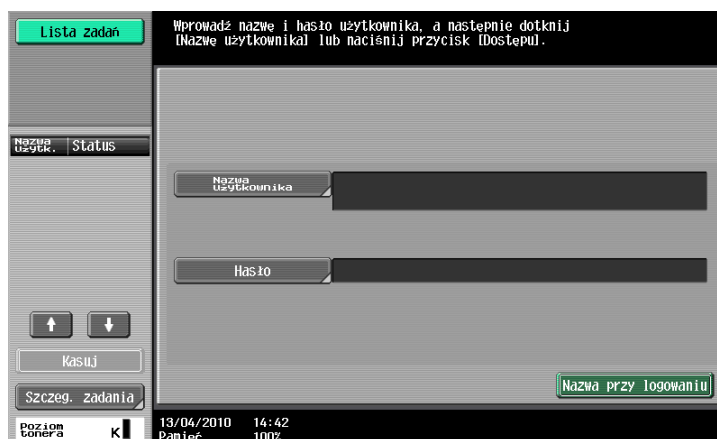 Lista zadań
Wprowadź nazwę i hasło użytkownika, a następnie dotknij
[Nazwę użytkownika] lub naciśnij przycisk [Dostępu].
Nazwa
użytk.
Status
Nazwa
użytkownika
Hasło
Kasuj
Szczeg. zadania
Nazwa przy logowaniu
Poziom
tonera
K
13/04/2010 14:42
Pamięć 100%